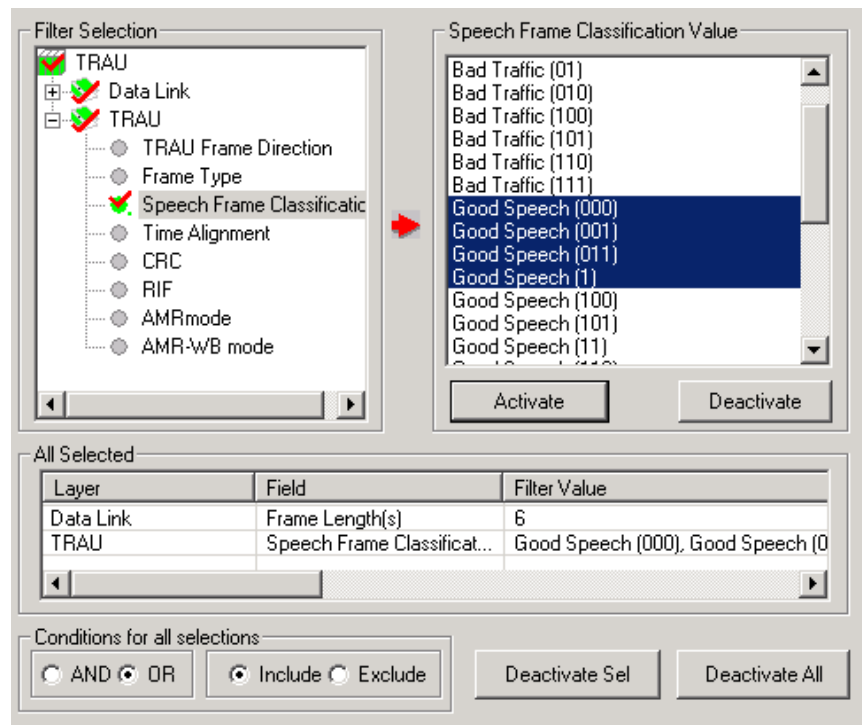 Filter Selection
TRAU
Data Link
TRAU
TRAU Frame Direction
Frame Type
Speech Frame Classificatic
Time Alignment
CRC
RIF
AMRmode
AMR-WB mode
Speech Frame Classification Value
Bad Traffic (01)
Bad Traffic (010)
Bad Traffic (100)
Bad Traffic (101)
Bad Traffic (110)
Bad Traffic (111)
Good Speech (000)
Good Speech (001)
Good Speech (011)
Good Speech (1)
Good Speech (100)
Good Speech (101)
Good Speech (11)
Activate Deactivate
All Selected
Layer Field Filter Value
Data Link Frame Length(s) 6
TRAU Speech Frame Classificat... Good Speech (000), Good Speech (0
Conditions for all selections
AND OR Include Exclude Deactivate Sel Deactivate All